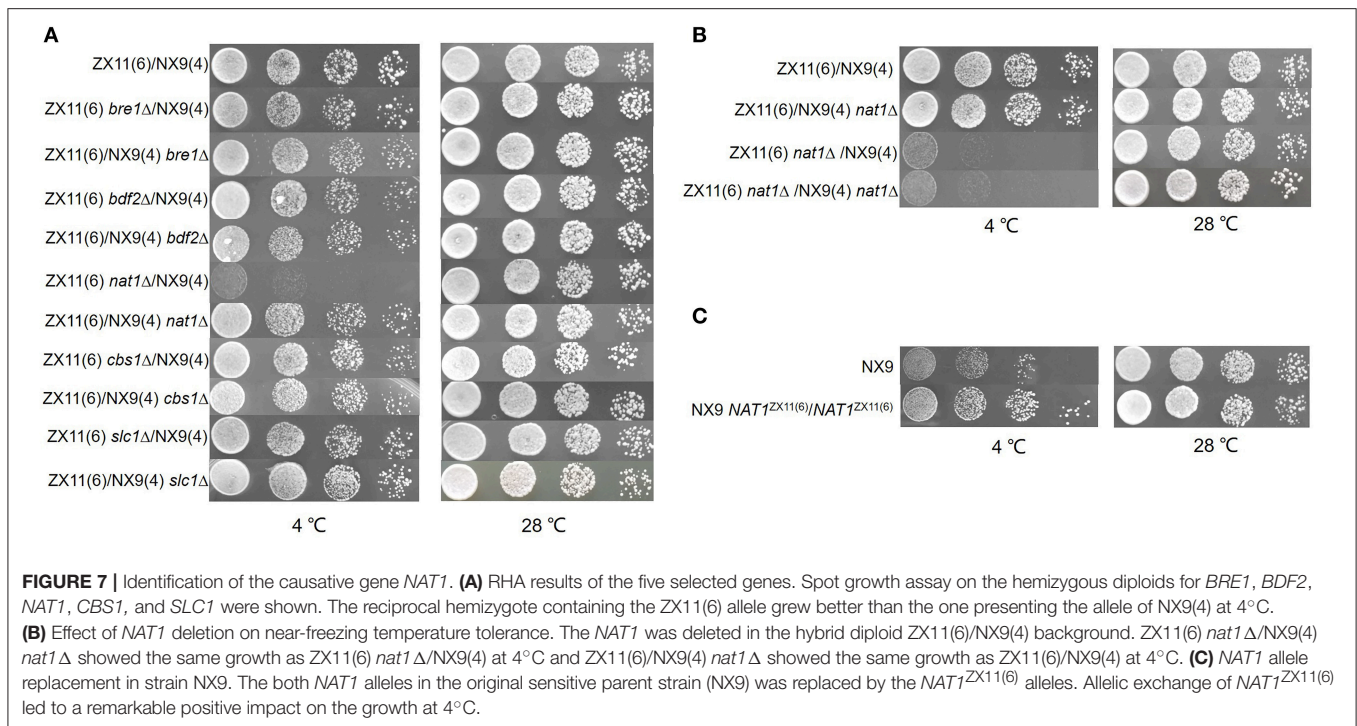 A
ZX11(6)/NX9(4)
ZX11(6) bre1Δ/NX9(4)
ZX11(6)/NX9(4) bre1Δ
ZX11(6) bdf2Δ/NX9(4)
ZX11(6)/NX9(4) bdf2Δ
ZX11(6) nat1Δ/NX9(4)
ZX11(6)/NX9(4) nat1Δ
ZX11(6) cbs1Δ/NX9(4)
ZX11(6)/NX9(4) cbs1Δ
ZX11(6) slc1Δ/NX9(4)
ZX11(6)/NX9(4) slc1Δ
4 ℃
28 ℃
B
ZX11(6)/NX9(4)
ZX11(6)/NX9(4) nat1Δ
ZX11(6) nat1Δ /NX9(4)
ZX11(6) nat1Δ /NX9(4) nat1Δ
4 ℃
28 ℃
C
NX9
NX9 NAT1ZX11(6)/NAT1ZX11(6)
4 ℃
28 ℃
FIGURE 7 | Identification of the causative gene NAT1. (A) RHA results of the five selected genes. Spot growth assay on the hemizygous diploids for BRE1, BDF2,
NAT1, CBS1, and SLC1 were shown. The reciprocal hemizygote containing the ZX11(6) allele grew better than the one presenting the allele of NX9(4) at 4°C.
(B) Effect of NAT1 deletion on near-freezing temperature tolerance. The NAT1 was deleted in the hybrid diploid ZX11(6)/NX9(4) background. ZX11(6) nat1Δ/NX9(4)
nat1Δ showed the same growth as ZX11(6) nat1Δ/NX9(4) at 4°C and ZX11(6)/NX9(4) nat1Δ showed the same growth as ZX11(6)/NX9(4) at 4°C. (C) NAT1 allele
replacement in strain NX9. The both NAT1 alleles in the original sensitive parent strain (NX9) was replaced by the NAT1ZX11(6) alleles. Allelic exchange of NAT1ZX11(6)
led to a remarkable positive impact on the growth at 4°C.